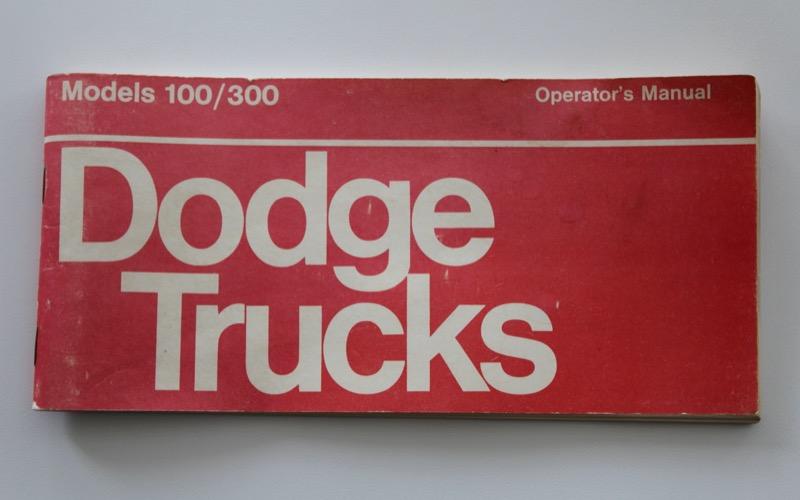 Models 100/300 Operator's Manual
Dodge
Trucks